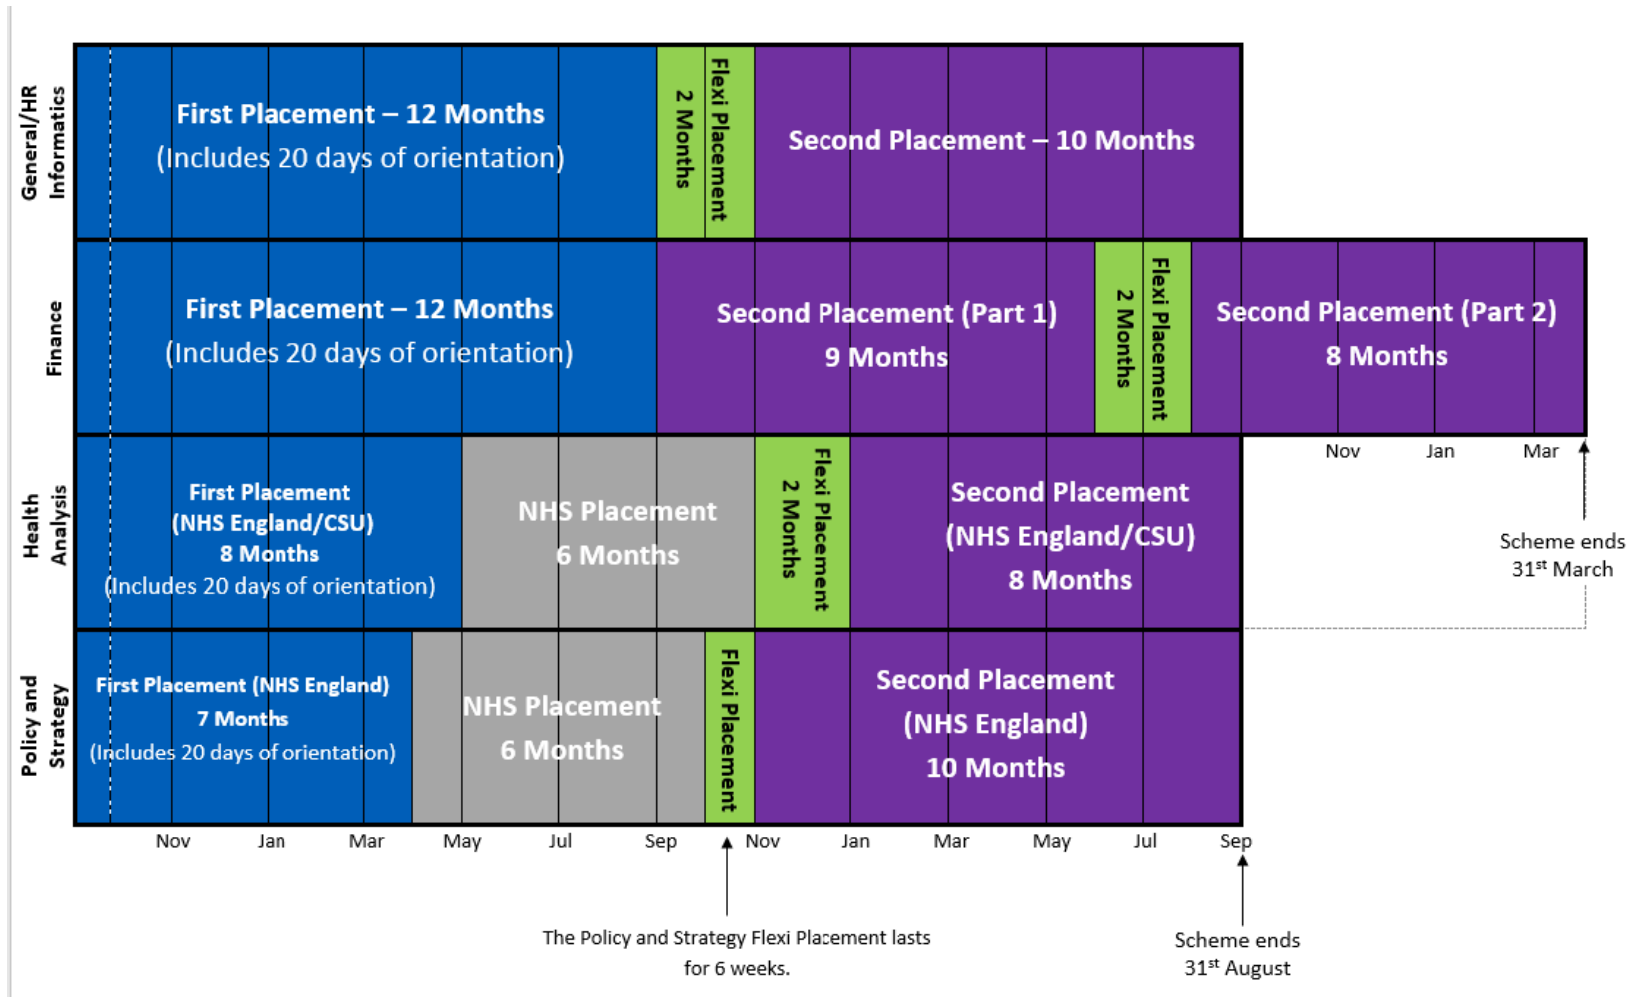 General/HR
Informatics
First Placement – 12 Months
(Includes 20 days of orientation)
2 Months
Flexi Placement
Second Placement – 10 Months
Finance
First Placement – 12 Months
(Includes 20 days of orientation)
Second Placement (Part 1)
9 Months
2 Months
Flexi Placement
Second Placement (Part 2)
8 Months
Nov Jan Mar
Health
Analysis
First Placement
(NHS England/CSU)
8 Months
(Includes 20 days of orientation)
NHS Placement
6 Months
2 Months
Flexi Placement
Second Placement
(NHS England/CSU)
8 Months
Scheme ends
31st March
Policy and
Strategy
First Placement (NHS England)
7 Months
(Includes 20 days of orientation)
NHS Placement
6 Months
Flexi Placement
Second Placement
(NHS England)
10 Months
Nov Jan Mar May Jul Sep Nov Jan Mar May Jul Sep
The Policy and Strategy Flexi Placement lasts
for 6 weeks.
Scheme ends
31st August